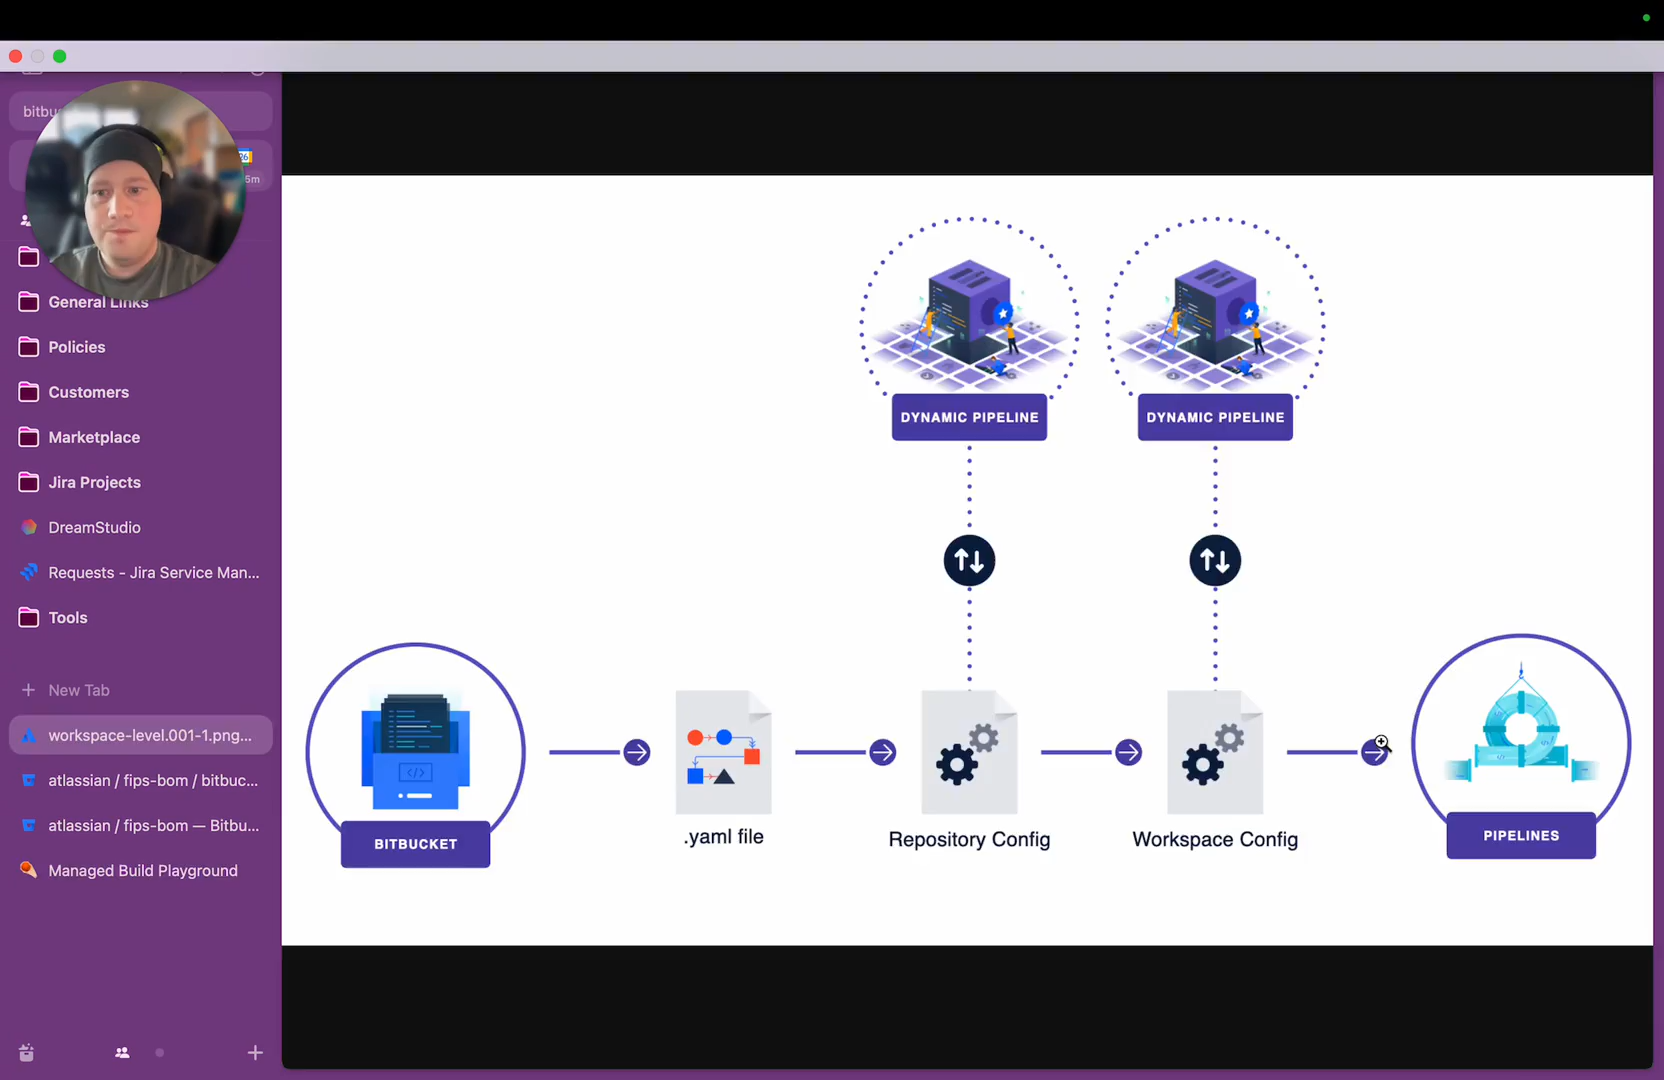 bitbu
26
5m
General Links
Policies
Customers
Marketplace
Jira Projects
DreamStudio
Requests - Jira Service Man...
Tools
New Tab
workspace-level.001-1.png...
atlassian / fips-bom / bitbuc...
atlassian / fips-bom — Bitbu...
Managed Build Playground
DYNAMIC PIPELINE
DYNAMIC PIPELINE
BITBUCKET
.yaml file
Repository Config
Workspace Config
PIPELINES